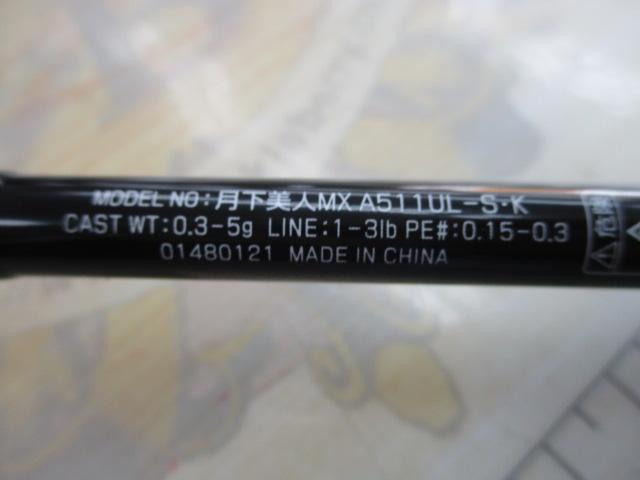 MODEL NO:月下美人MX A511UL-S・K
CAST WT:0.3-5g LINE:1-3lb PE#:0.15-0.3
01480121 MADE IN CHINA